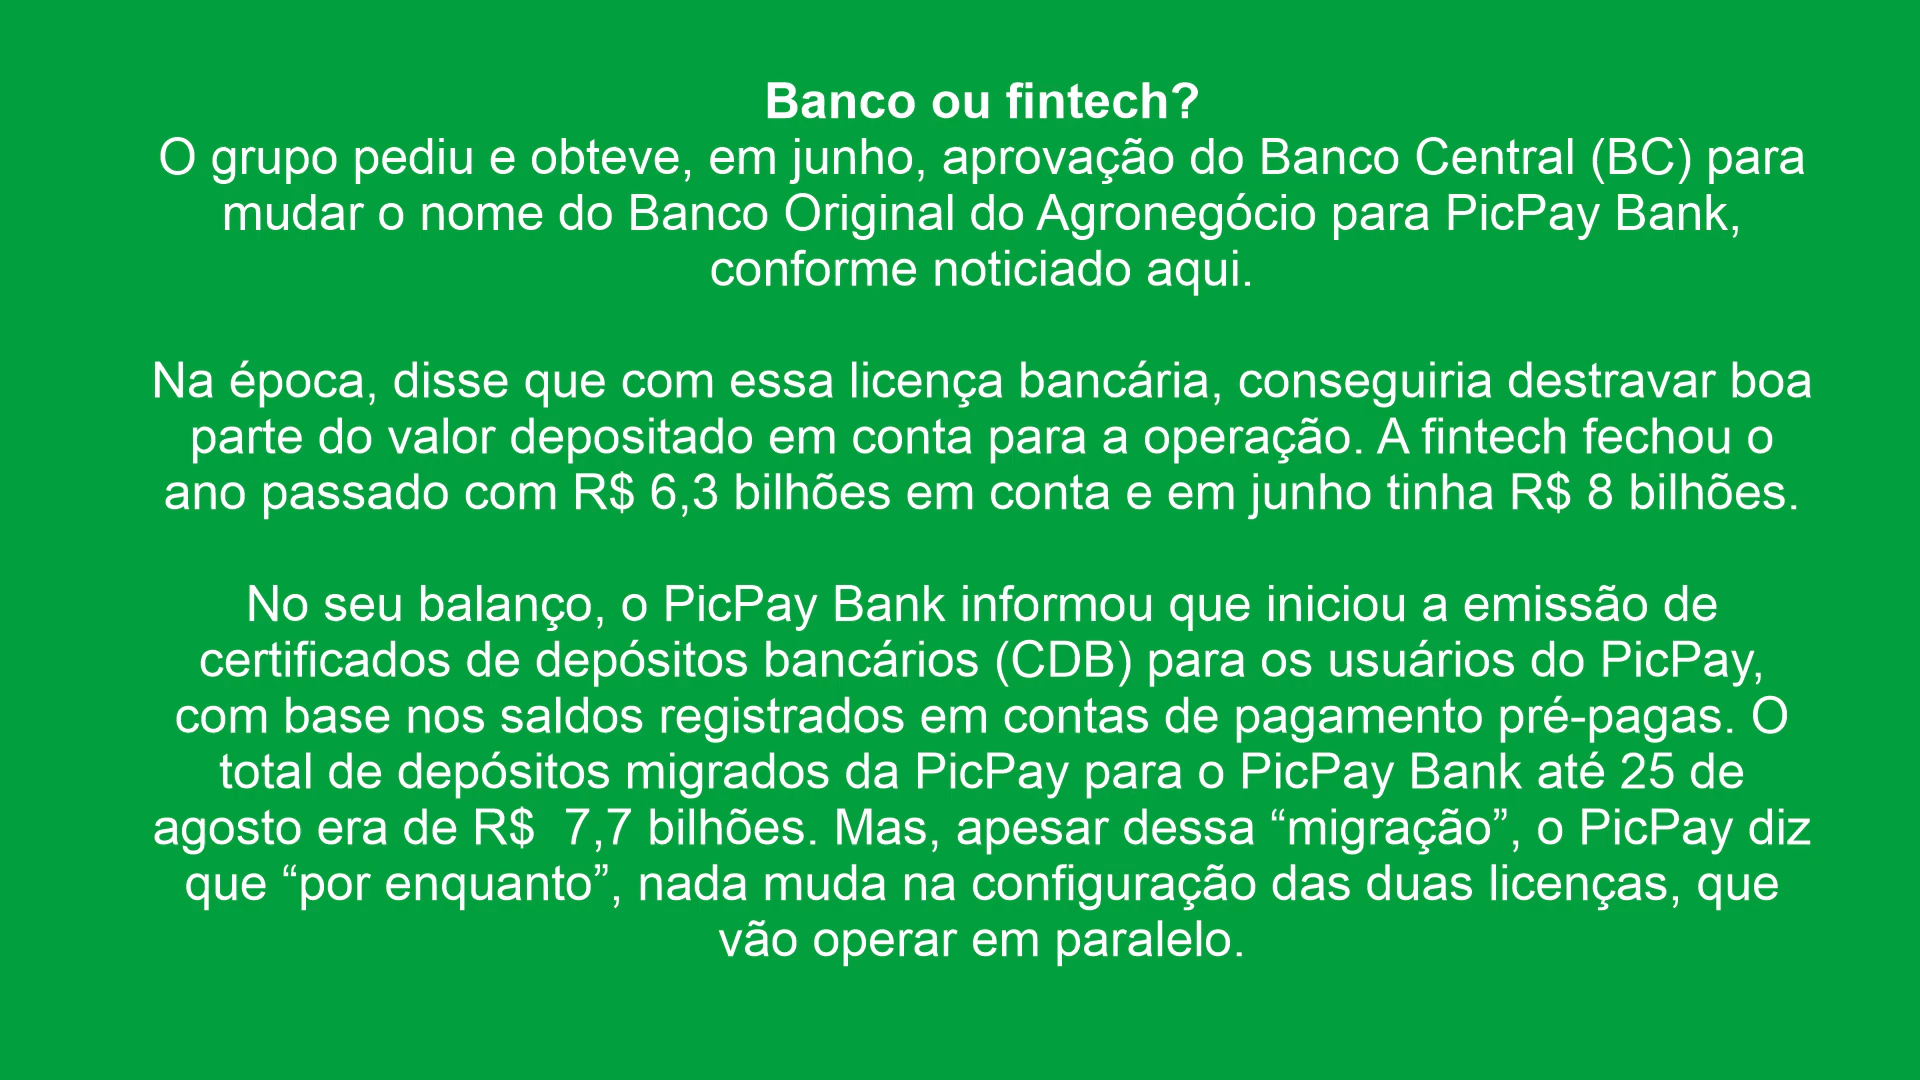 Banco ou fintech?
O grupo pediu e obteve, em junho, aprovação do Banco Central (BC) para
mudar o nome do Banco Original do Agronegócio para PicPay Bank,
conforme noticiado aqui.
Na época, disse que com essa licença bancária, conseguiria destravar boa
parte do valor depositado em conta para a operação. A fintech fechou o
ano passado com R$ 6,3 bilhões em conta e em junho tinha R$ 8 bilhões.
No seu balanço, o PicPay Bank informou que iniciou a emissão de
certificados de depósitos bancários (CDB) para os usuários do PicPay,
com base nos saldos registrados em contas de pagamento pré-pagas. O
total de depósitos migrados da PicPay para o PicPay Bank até 25 de
agosto era de R$  7,7 bilhões. Mas, apesar dessa “migração”, o PicPay diz
que “por enquanto”, nada muda na configuração das duas licenças, que
vão operar em paralelo.